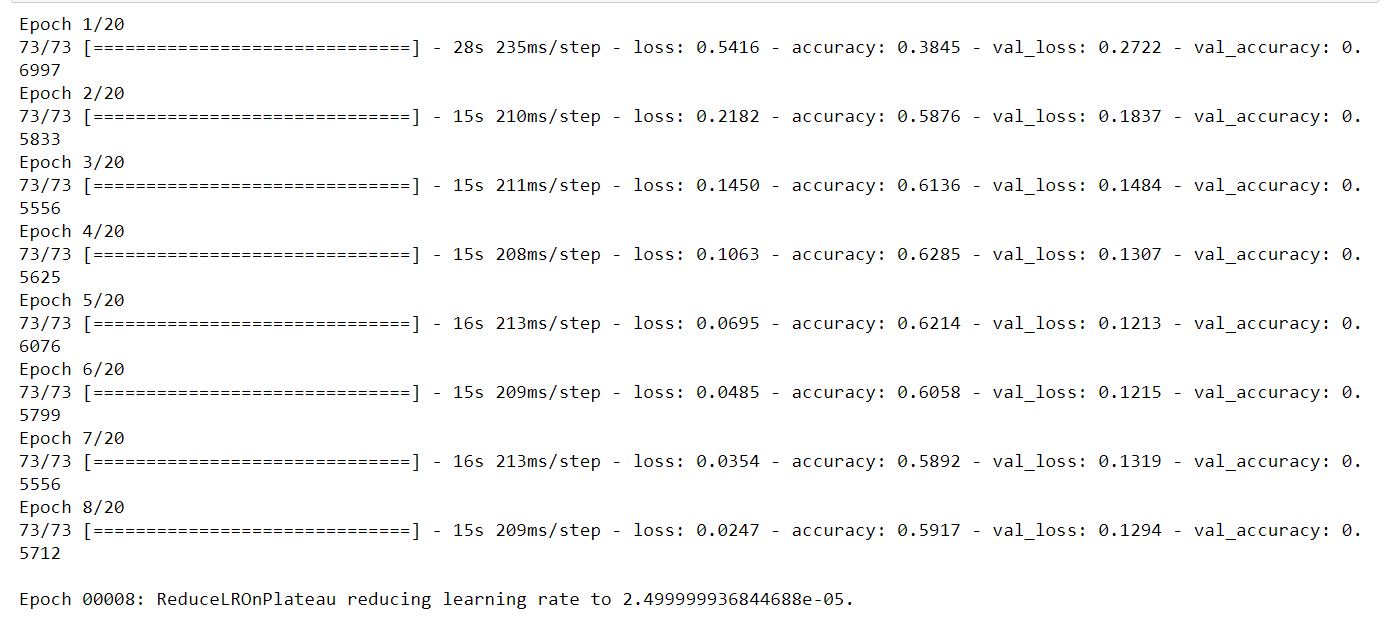 Epoch 1/20
73/73 [==============================] - 28s 235ms/step - loss: 0.5416 - accuracy: 0.3845 - val_loss: 0.2722 - val_accuracy: 0.
6997
Epoch 2/20
73/73 [==============================] - 15s 210ms/step - loss: 0.2182 - accuracy: 0.5876 - val_loss: 0.1837 - val_accuracy: 0.
5833
Epoch 3/20
73/73 [==============================] - 15s 211ms/step - loss: 0.1450 - accuracy: 0.6136 - val_loss: 0.1484 - val_accuracy: 0.
5556
Epoch 4/20
73/73 [==============================] - 15s 208ms/step - loss: 0.1063 - accuracy: 0.6285 - val_loss: 0.1307 - val_accuracy: 0.
5625
Epoch 5/20
73/73 [==============================] - 16s 213ms/step - loss: 0.0695 - accuracy: 0.6214 - val_loss: 0.1213 - val_accuracy: 0.
6076
Epoch 6/20
73/73 [==============================] - 15s 209ms/step - loss: 0.0485 - accuracy: 0.6058 - val_loss: 0.1215 - val_accuracy: 0.
5799
Epoch 7/20
73/73 [==============================] - 16s 213ms/step - loss: 0.0354 - accuracy: 0.5892 - val_loss: 0.1319 - val_accuracy: 0.
5556
Epoch 8/20
73/73 [==============================] - 15s 209ms/step - loss: 0.0247 - accuracy: 0.5917 - val_loss: 0.1294 - val_accuracy: 0.
5712
Epoch 00008: ReduceLROnPlateau reducing learning rate to 2.499999936844688e-05.